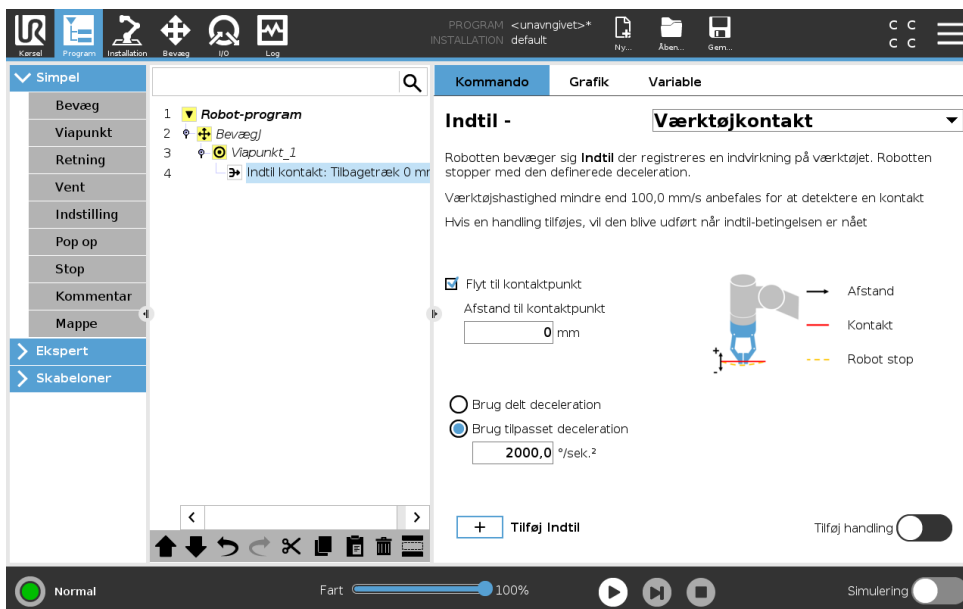 UR
PROGRAM <unavngivet>*
INSTALLATION default
Kørsel Program Installation Bevæg I/O Log Ny... Åben... Gem...
C C
C C
Simpel
Bevæg
Viapunkt
Retning
Vent
Indstilling
Pop op
Stop
Kommentar
Mappe
Ekspert
Skabeloner
1 Robot-program
2 BevægJ
3 Viapunkt_1
4 Indtil kontakt: Tilbagetræk 0 mr
Kommando Grafik Variable
Indtil - Værktøjkontakt
Robotten bevæger sig Indtil der registreres en indvirkning på værktøjet. Robotten
stopper med den definerede deceleration.
Værktøjshastighed mindre end 100,0 mm/s anbefales for at detektere en kontakt
Hvis en handling tilføjes, vil den blive udført når indtil-betingelsen er nået
Flyt til kontaktpunkt
Afstand til kontaktpunkt
0 mm
Afstand
Kontakt
Robot stop
+
-
Brug delt deceleration
Brug tilpasset deceleration
2000,0 °/sek.²
+ Tilføj Indtil
Tilføj handling
Normal
Fart 100%
Simulering